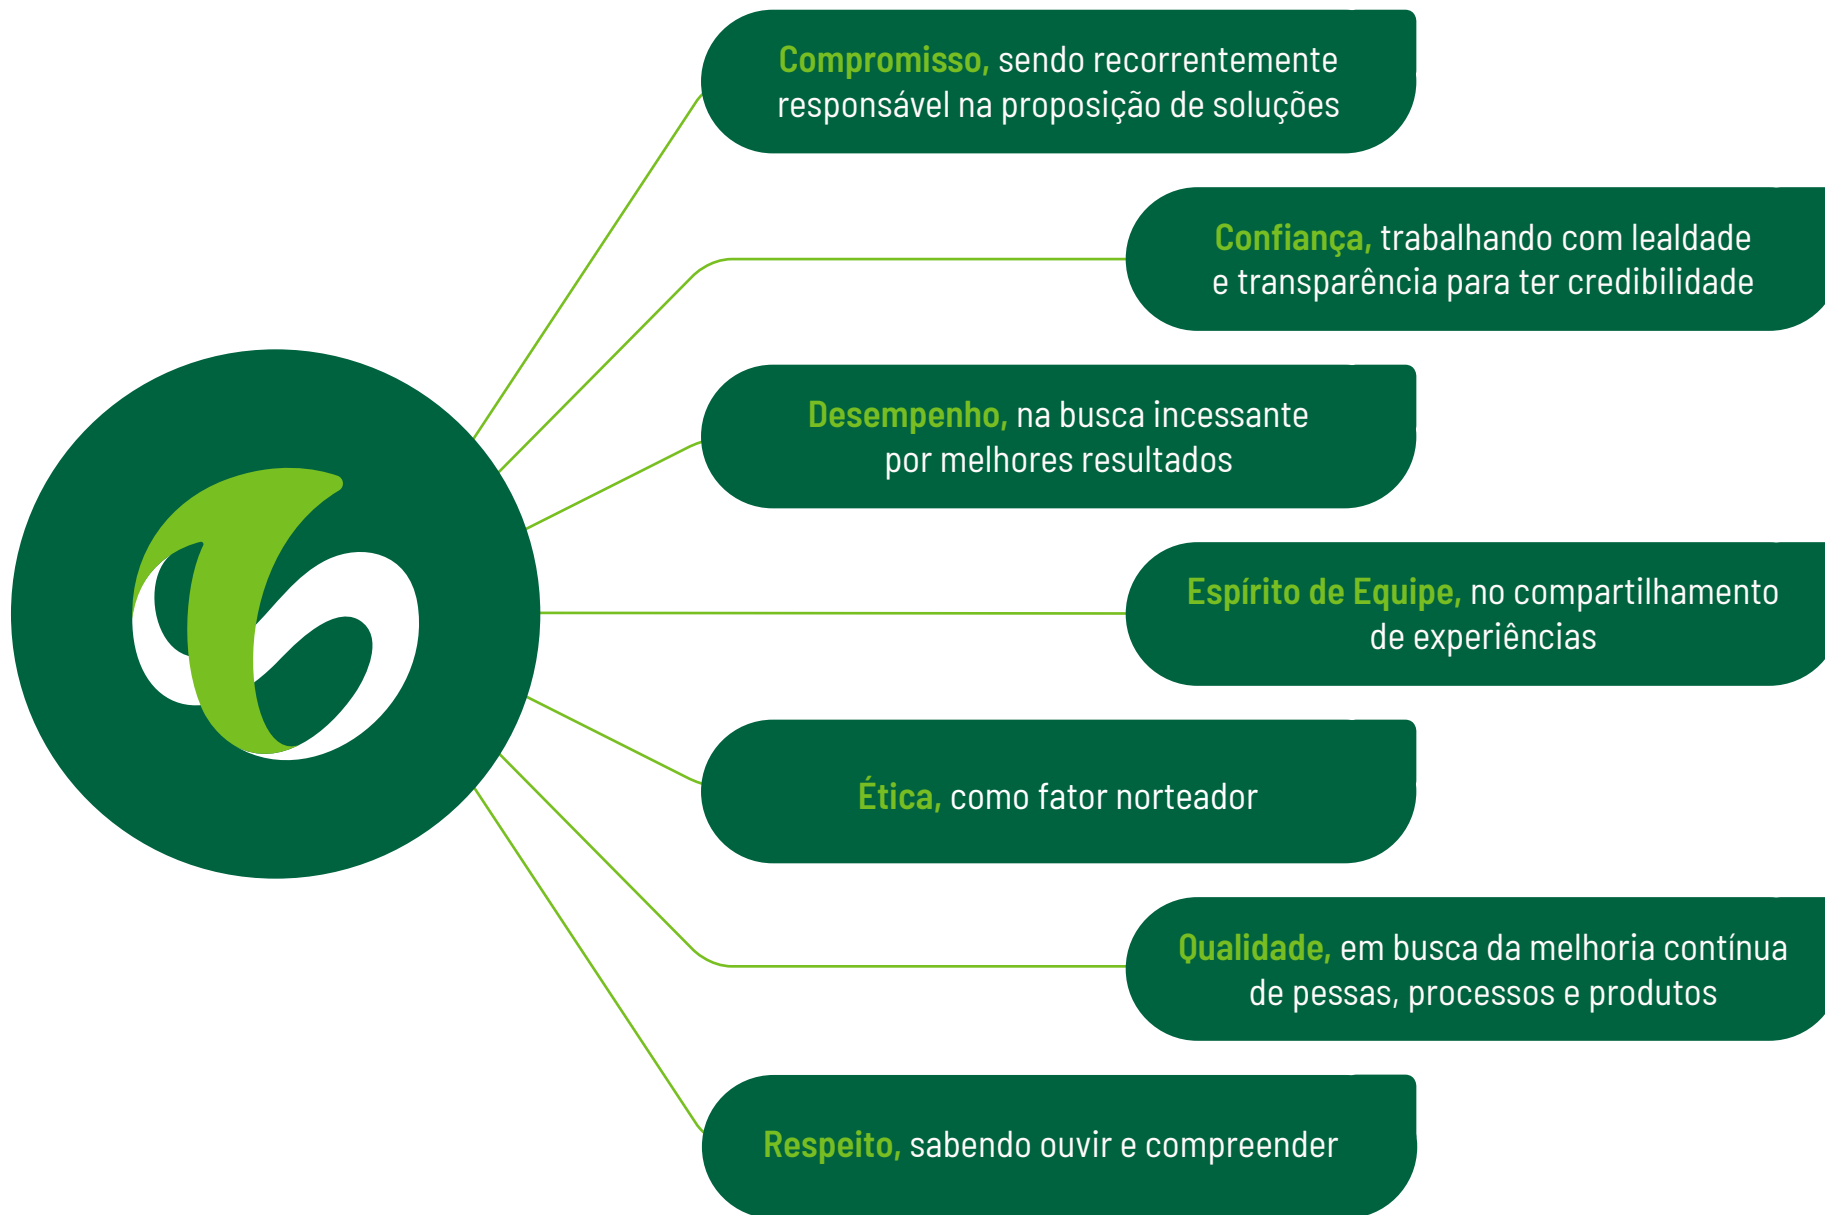 Compromisso, sendo recorrentemente
responsável na proposição de soluções
Confiança, trabalhando com lealdade
e transparência para ter credibilidade
Desempenho, na busca incessante
por melhores resultados
Espírito de Equipe, no compartilhamento
de experiências
Ética, como fator norteador
Qualidade, em busca da melhoria contínua
de pessas, processos e produtos
Respeito, sabendo ouvir e compreender